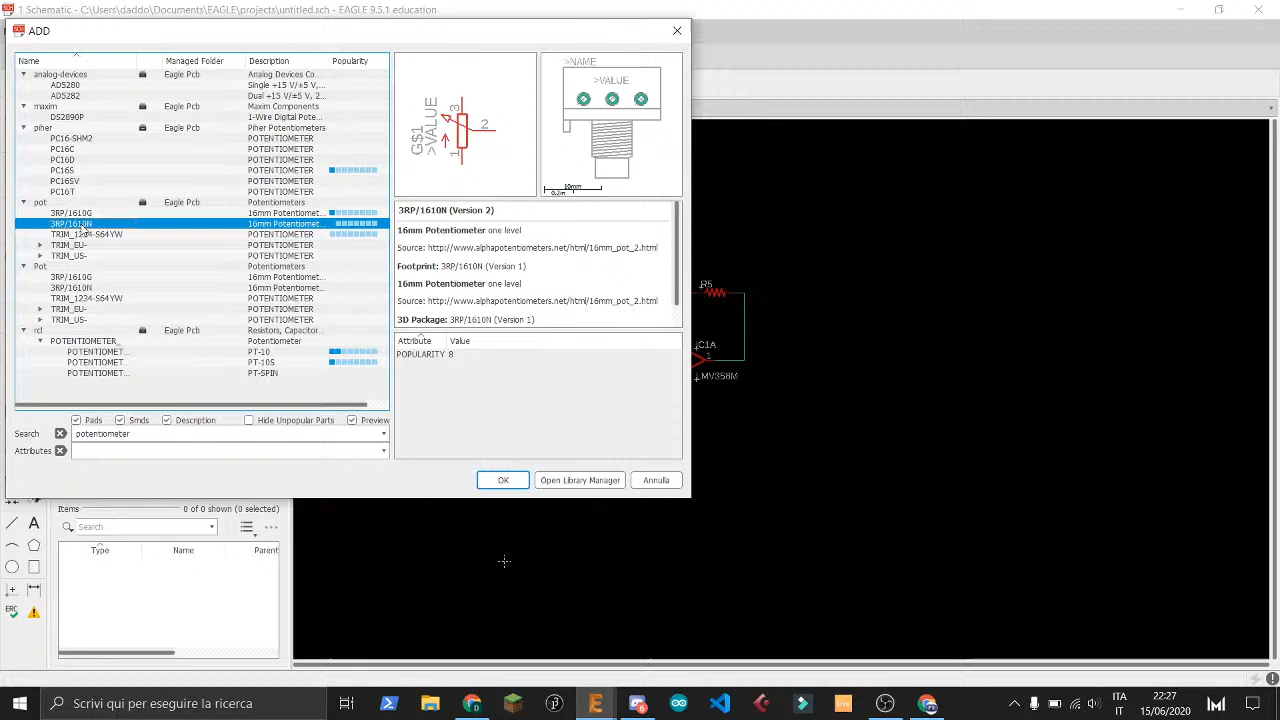 1 Schematic - C:\Users\daddo\Documents\EAGLE\projects\untitled.sch - EAGLE 9.5.1 education
ADD
Name Managed Folder Description Popularity
analog-devices Eagle Pcb Analog Devices Co...
AD5280 Single +15 V/±5 V,...
AD5282 Dual +15 V/±5 V, 2...
maxim Eagle Pcb Maxim Components
DS2890P 1-Wire Digital Pote...
piher Eagle Pcb Piher Potentiometers
PC16-SHM2 POTENTIOMETER
PC16C POTENTIOMETER
PC16D POTENTIOMETER
PC16S POTENTIOMETER
PC16SV POTENTIOMETER
PC16T POTENTIOMETER
pot Eagle Pcb Potentiometers
3RP/1610G 16mm Potentiomet...
3RP/1610N 16mm Potentiomet...
TRIM_1234-S64YW POTENTIOMETER
TRIM_EU- POTENTIOMETER
TRIM_US- POTENTIOMETER
Pot Potentiometers
3RP/1610G 16mm Potentiomet...
3RP/1610N 16mm Potentiomet...
TRIM_1234-S64YW POTENTIOMETER
TRIM_EU- POTENTIOMETER
TRIM_US- POTENTIOMETER
rcl Eagle Pcb Resistors, Capacitor...
POTENTIOMETER_ Potentiometer
POTENTIOMET... PT-10
POTENTIOMET... PT-10S
POTENTIOMET... PT-SPIN
Pads Smds Description Hide Unpopular Parts Preview
Search potentiometer
Attributes
G$1
>VALUE
3
2
1
>NAME
>VALUE
10mm
0.2in
3RP/1610N (Version 2)
16mm Potentiometer one level
Source: http://www.alphapotentiometers.net/html/16mm_pot_2.html
Footprint: 3RP/1610N (Version 1)
16mm Potentiometer one level
Source: http://www.alphapotentiometers.net/html/16mm_pot_2.html
3D Package: 3RP/1610N (Version 1)
Attribute Value
POPULARITY 8
OK Open Library Manager Annulla
R5
C1A
1
MV358M
Items 0 of 0 shown (0 selected)
Search
Type Name Parent
A
ERC
Scrivi qui per eseguire la ricerca
ITA
IT
22:27
15/06/2020